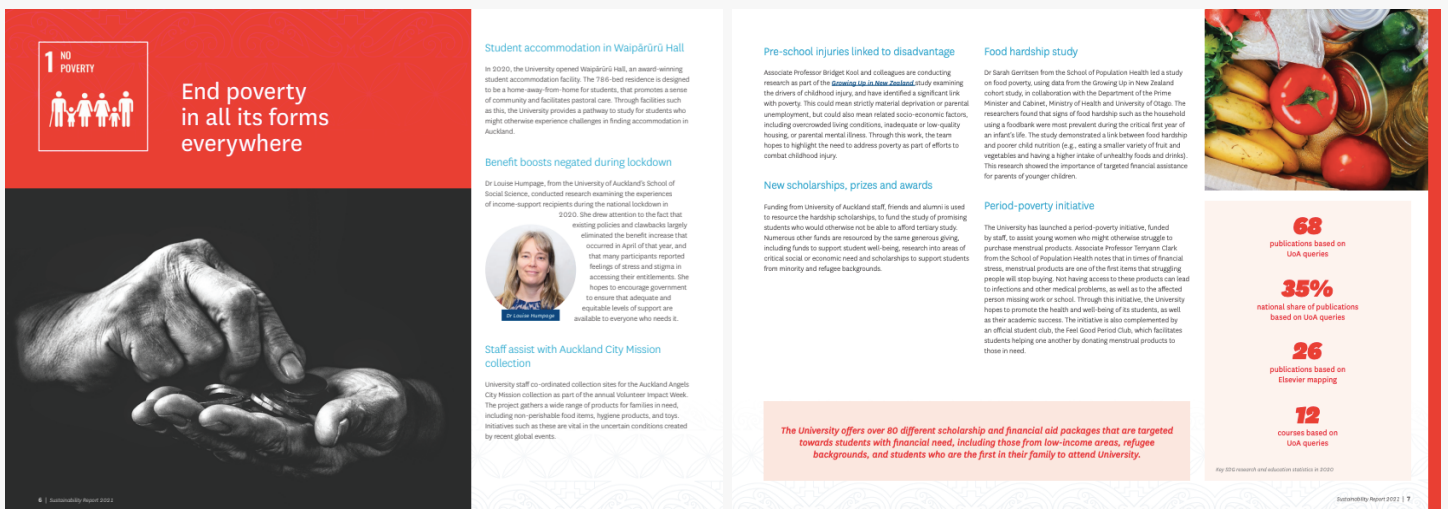 1 NO
POVERTY
End poverty
in all its forms
everywhere
6 | Sustainability Report 2021
Student accommodation in Waipārūrū Hall
In 2020, the University opened Waipārūrū Hall, an award-winning
student accommodation facility. The 786-bed residence is designed
to be a home-away-from-home for students, that promotes a sense
of community and facilitates pastoral care. Through facilities such
as this, the University provides a pathway to study for students who
might otherwise experience challenges in finding accommodation in
Auckland.
Benefit boosts negated during lockdown
Dr Louise Humpage, from the University of Auckland's School of
Social Science, conducted research examining the experiences
of income-support recipients during the national lockdown in
2020. She drew attention to the fact that
existing policies and clawbacks largely
eliminated the benefit increase that
occurred in April of that year, and
that many participants reported
feelings of stress and stigma in
accessing their entitlements. She
hopes to encourage government
to ensure that adequate and
equitable levels of support are
available to everyone who needs it.
Dr Louise Humpage
Staff assist with Auckland City Mission
collection
University staff co-ordinated collection sites for the Auckland Angels
City Mission collection as part of the annual Volunteer Impact Week.
The project gathers a wide range of products for families in need,
including non-perishable food items, hygiene products, and toys.
Initiatives such as these are vital in the uncertain conditions created
by recent global events.
Pre-school injuries linked to disadvantage
Associate Professor Bridget Kool and colleagues are conducting
research as part of the Growing Up in New Zealand study examining
the drivers of childhood injury, and have identified a significant link
with poverty. This could mean strictly material deprivation or parental
unemployment, but could also mean related socio-economic factors,
including overcrowded living conditions, inadequate or low-quality
housing, or parental mental illness. Through this work, the team
hopes to highlight the need to address poverty as part of efforts to
combat childhood injury.
New scholarships, prizes and awards
Funding from University of Auckland staff, friends and alumni is used
to resource the hardship scholarships, to fund the study of promising
students who would otherwise not be able to afford tertiary study.
Numerous other funds are resourced by the same generous giving,
including funds to support student well-being, research into areas of
critical social or economic need and scholarships to support students
from minority and refugee backgrounds.
Food hardship study
Dr Sarah Gerritsen from the School of Population Health led a study
on food poverty, using data from the Growing Up in New Zealand
cohort study, in collaboration with the Department of the Prime
Minister and Cabinet, Ministry of Health and University of Otago. The
researchers found that signs of food hardship such as the household
using a foodbank were most prevalent during the critical first year of
an infant's life. The study demonstrated a link between food hardship
and poorer child nutrition (e.g., eating a smaller variety of fruit and
vegetables and having a higher intake of unhealthy foods and drinks).
This research showed the importance of targeted financial assistance
for parents of younger children.
Period-poverty initiative
The University has launched a period-poverty initiative, funded
by staff, to assist young women who might otherwise struggle to
purchase menstrual products. Associate Professor Terryann Clark
from the School of Population Health notes that in times of financial
stress, menstrual products are one of the first items that struggling
people will stop buying. Not having access to these products can lead
to infections and other medical problems, as well as to the affected
person missing work or school. Through this initiative, the University
hopes to promote the health and well-being of its students, as well
as their academic success. The initiative is also complemented by
an official student club, the Feel Good Period Club, which facilitates
students helping one another by donating menstrual products to
those in need.
The University offers over 80 different scholarship and financial aid packages that are targeted
towards students with financial need, including those from low-income areas, refugee
backgrounds, and students who are the first in their family to attend University.
68
publications based on
UoA queries
35%
national share of publications
based on UoA queries
26
publications based on
Elsevier mapping
12
courses based on
UoA queries
Key SDG research and education statistics in 2020.
Sustainability Report 2021 | 7